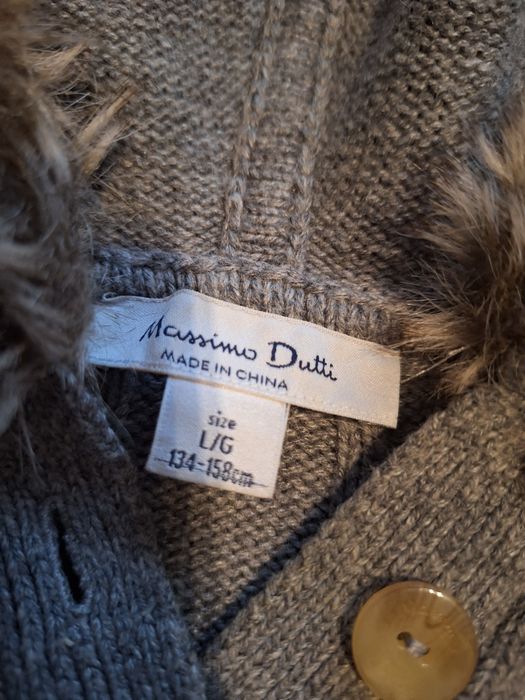 Massimo Dutti
MADE IN CHINA
size
L/G
134-158cm